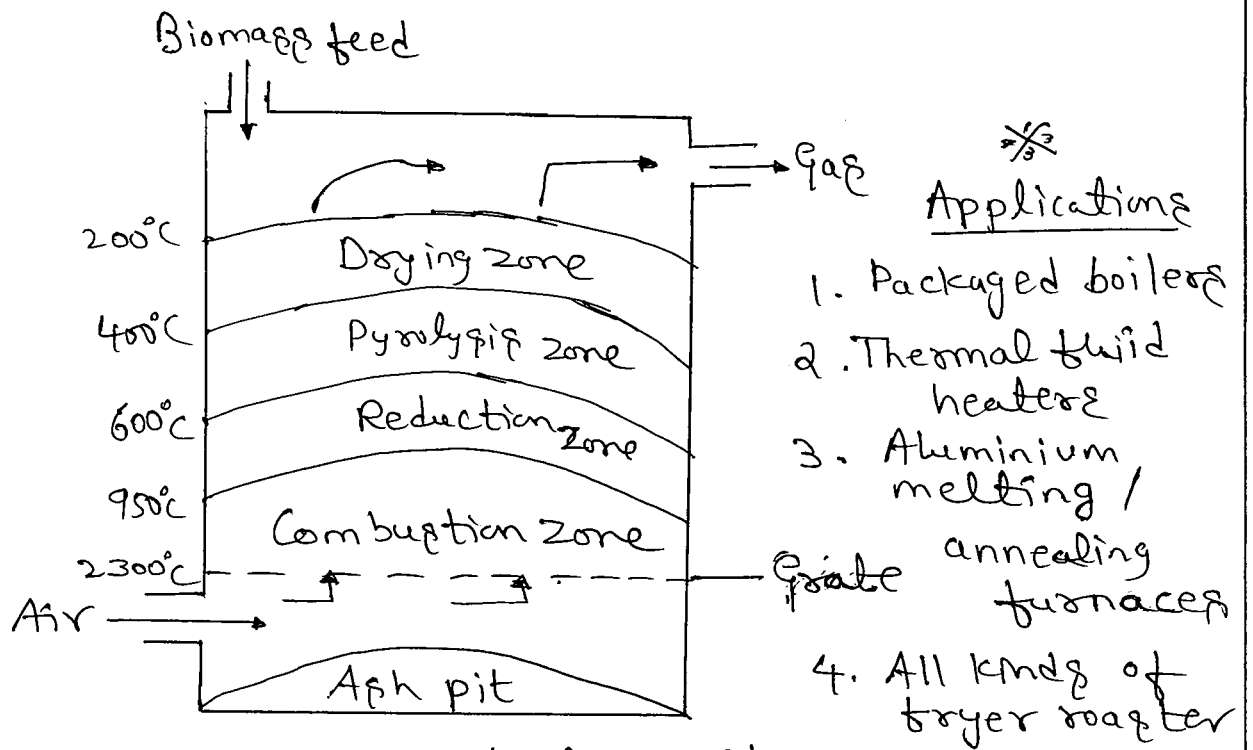 Biomass feed
Gas
200°C
Drying zone
400°C
Pyrolysis zone
600°C
Reduction zone
950°C
Combustion zone
2300°C
Grate
Air
Ash pit
Applications
1. Packaged boilers
2. Thermal fluid
heaters
3. Aluminium
melting /
annealing
furnaces
4. All kinds of
fryer roaster